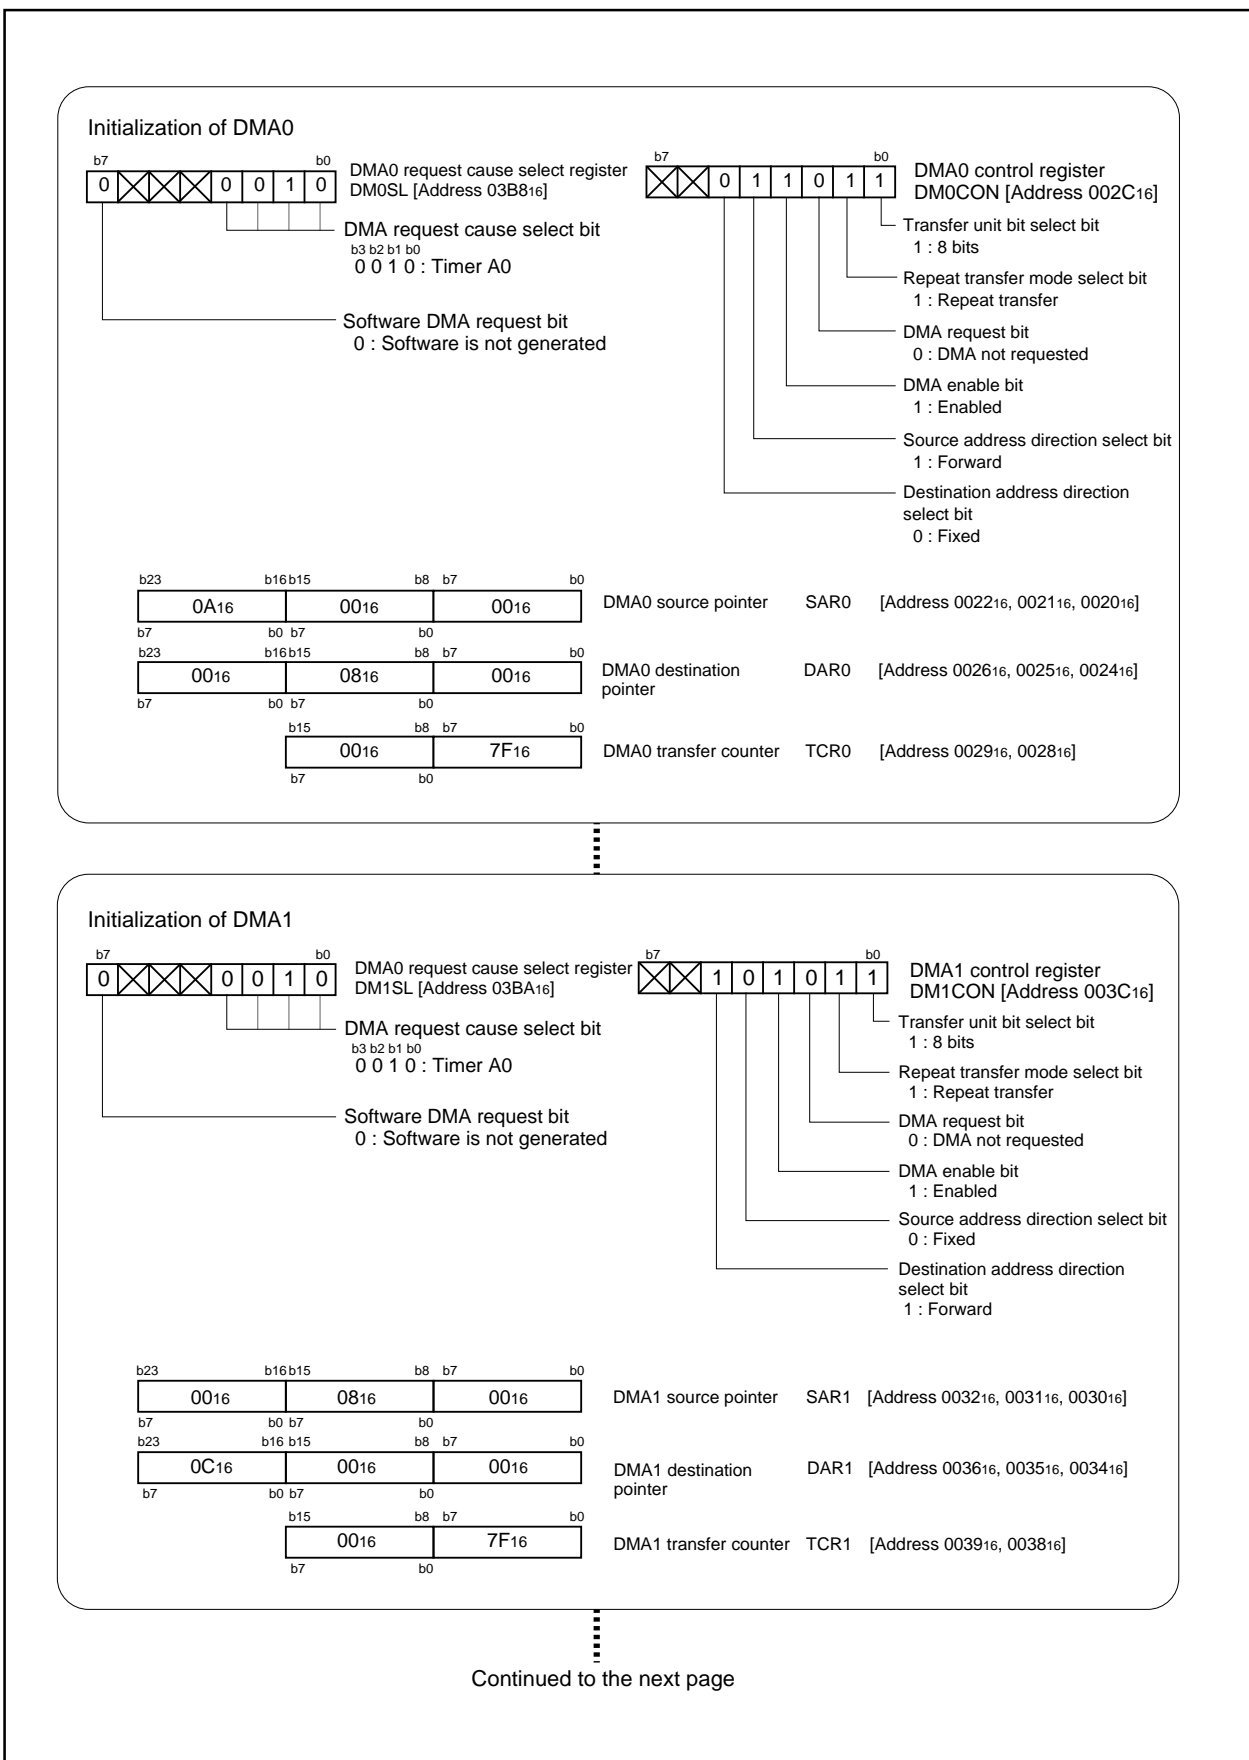 Initialization of DMA0
b7 b0
0 0 0 1 0
DMA0 request cause select register
DM0SL [Address 03B816]
DMA request cause select bit
b3 b2 b1 b0
0 0 1 0 : Timer A0
Software DMA request bit
0 : Software is not generated
b7 b0
0 1 1 0 1 1
DMA0 control register
DM0CON [Address 002C16]
Transfer unit bit select bit
1 : 8 bits
Repeat transfer mode select bit
1 : Repeat transfer
DMA request bit
0 : DMA not requested
DMA enable bit
1 : Enabled
Source address direction select bit
1 : Forward
Destination address direction
select bit
0 : Fixed
b23 b16 b15 b8 b7 b0
0A16 0016 0016 DMA0 source pointer SAR0 [Address 002216, 002116, 002016]
b7 b0 b7 b0
b23 b16 b15 b8 b7 b0
0016 0816 0016 DMA0 destination DAR0 [Address 002616, 002516, 002416]
pointer
b7 b0 b7 b0
b15 b8 b7 b0
0016 7F16 DMA0 transfer counter TCR0 [Address 002916, 002816]
b7 b0
Initialization of DMA1
b7 b0
0 0 0 1 0
DMA0 request cause select register
DM1SL [Address 03BA16]
DMA request cause select bit
b3 b2 b1 b0
0 0 1 0 : Timer A0
Software DMA request bit
0 : Software is not generated
b7 b0
1 0 1 0 1 1
DMA1 control register
DM1CON [Address 003C16]
Transfer unit bit select bit
1 : 8 bits
Repeat transfer mode select bit
1 : Repeat transfer
DMA request bit
0 : DMA not requested
DMA enable bit
1 : Enabled
Source address direction select bit
0 : Fixed
Destination address direction
select bit
1 : Forward
b23 b16 b15 b8 b7 b0
0016 0816 0016 DMA1 source pointer SAR1 [Address 003216, 003116, 003016]
b7 b0 b7 b0
b23 b16 b15 b8 b7 b0
0C16 0016 0016 DMA1 destination DAR1 [Address 003616, 003516, 003416]
pointer
b7 b0 b7 b0
b15 b8 b7 b0
0016 7F16 DMA1 transfer counter TCR1 [Address 003916, 003816]
b7 b0
Continued to the next page